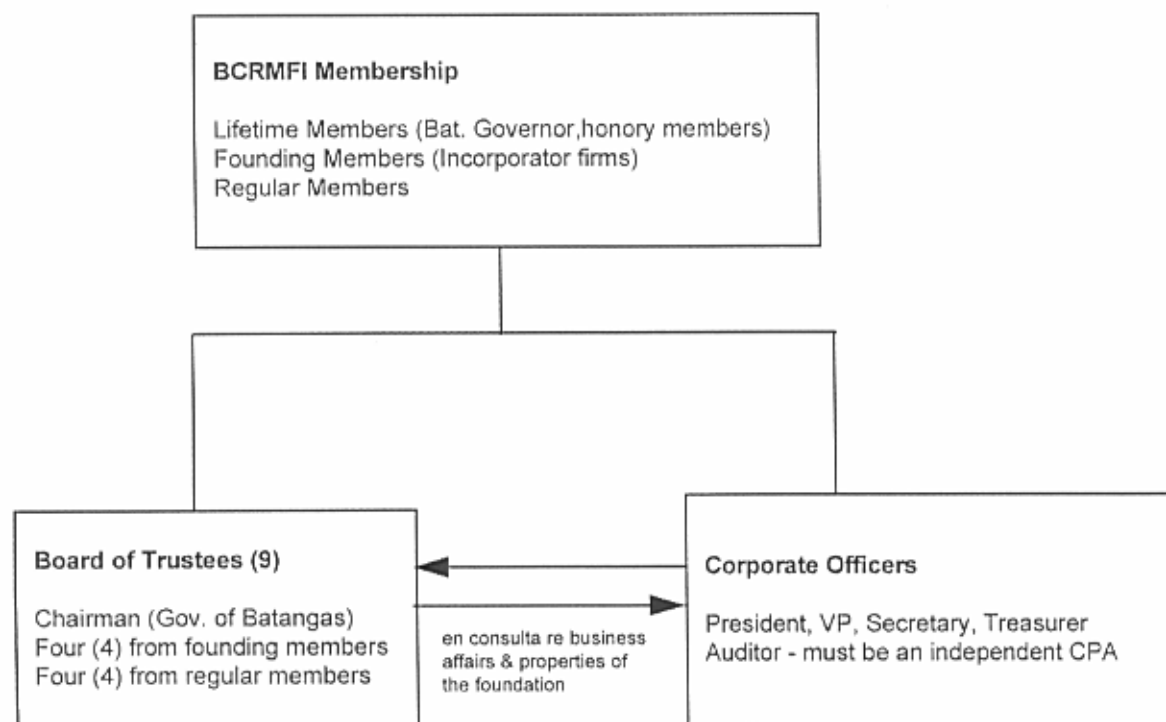 BCRMFI Membership
Lifetime Members (Bat. Governor,honory members)
Founding Members (Incorporator firms)
Regular Members
Board of Trustees (9)
Chairman (Gov. of Batangas)
Four (4) from founding members
Four (4) from regular members
en consulta re business
affairs & properties of
the foundation
Corporate Officers
President, VP, Secretary, Treasurer
Auditor - must be an independent CPA